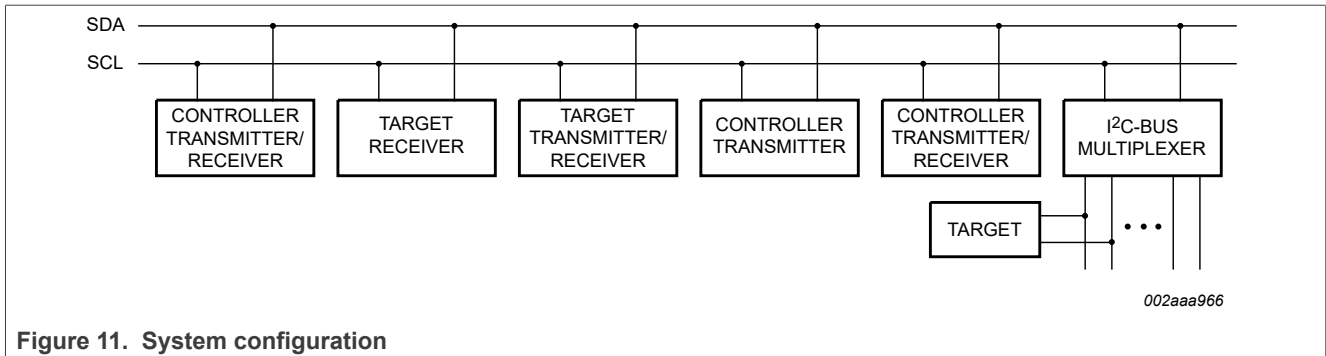 SDA
SCL
CONTROLLER
TRANSMITTER/
RECEIVER
TARGET
RECEIVER
TARGET
TRANSMITTER/
RECEIVER
CONTROLLER
TRANSMITTER
CONTROLLER
TRANSMITTER/
RECEIVER
I²C-BUS
MULTIPLEXER
TARGET
002aaa966
Figure 11. System configuration